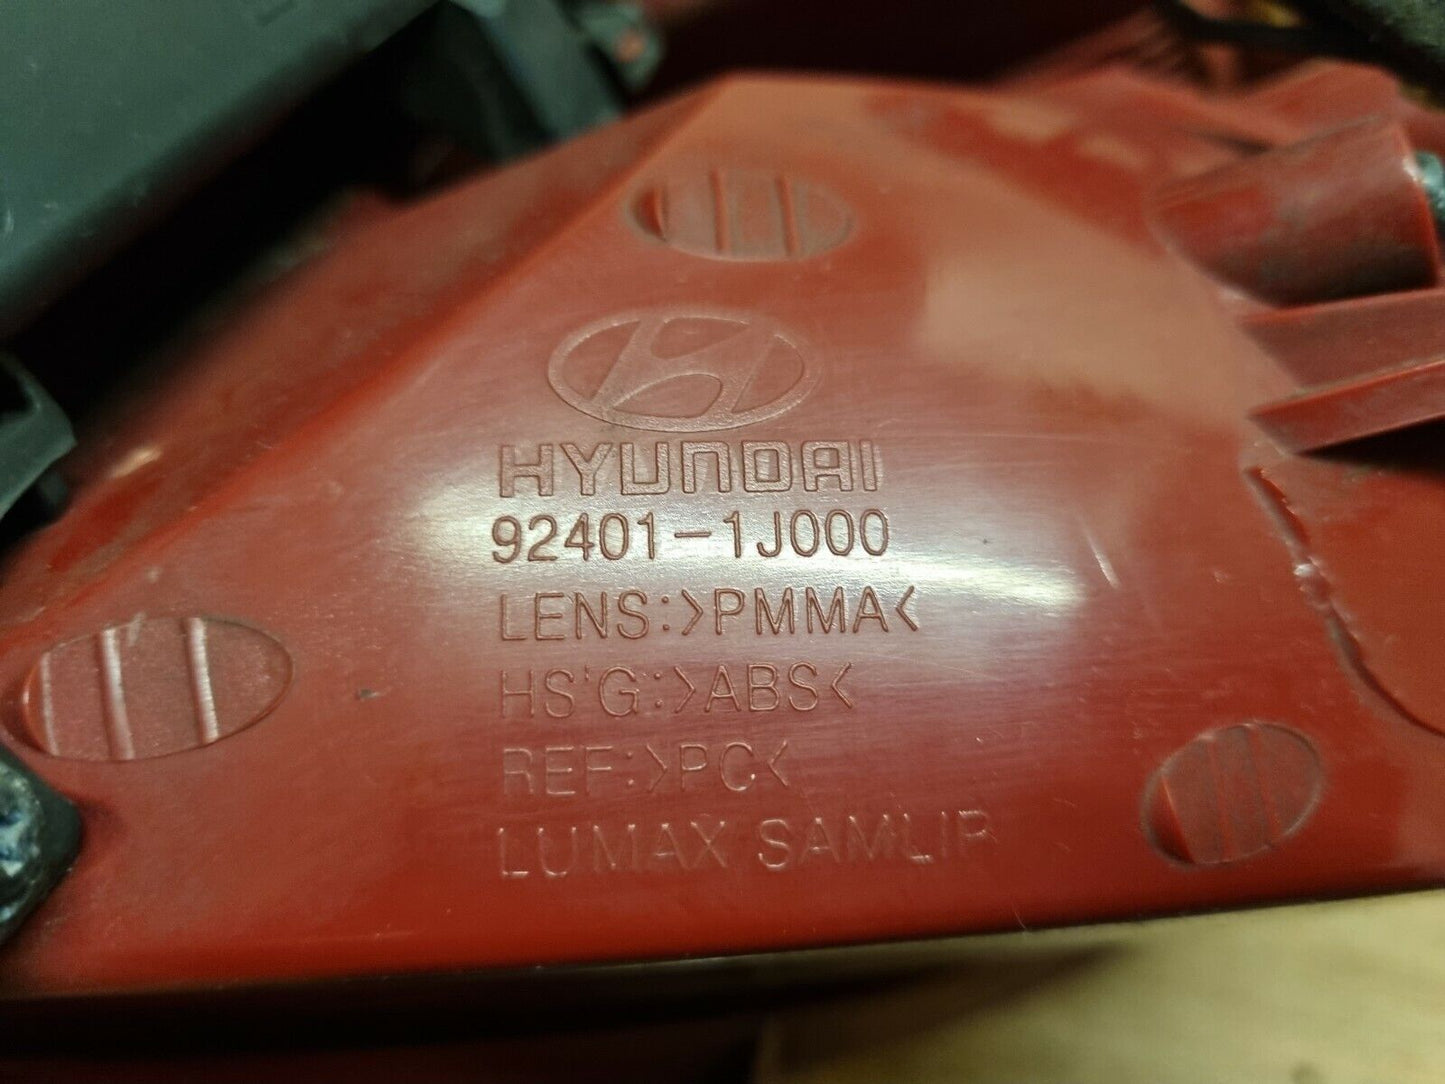 HYUNDAI
92401-1J000
LENS:>PMMA<
HS'G:>ABS<
REF:>PC<
LUMAX SAMLIP